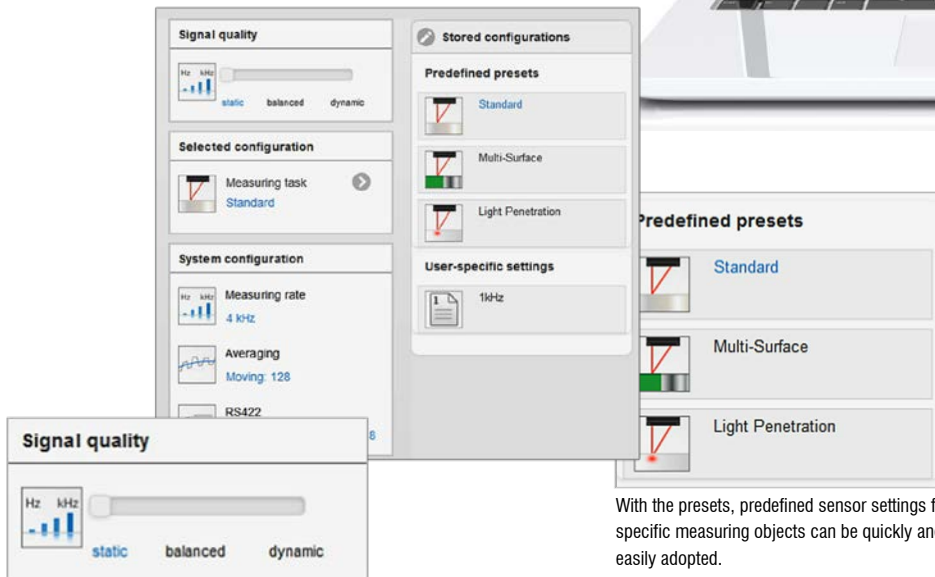 Signal quality
Hz kHz
static balanced dynamic
Selected configuration
Measuring task
Standard
System configuration
Hz kHz
Measuring rate
4 kHz
Averaging
Moving: 128
RS422
8
Stored configurations
Predefined presets
Standard
Multi-Surface
Light Penetration
User-specific settings
1
1kHz
Signal quality
Hz kHz
static balanced dynamic
Predefined presets
Standard
Multi-Surface
Light Penetration
With the presets, predefined sensor settings f
specific measuring objects can be quickly and
easily adopted.